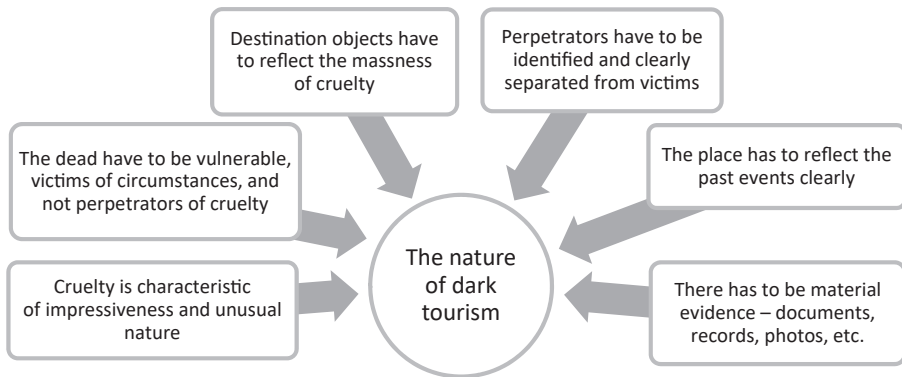 Destination objects have
to reflect the massness
of cruelty
Perpetrators have to be
identified and clearly
separated from victims
The dead have to be vulnerable,
victims of circumstances, and
not perpetrators of cruelty
The place has to reflect the
past events clearly
Cruelty is characteristic
of impressiveness and unusual
nature
The nature
of dark
tourism
There has to be material
evidence – documents,
records, photos, etc.